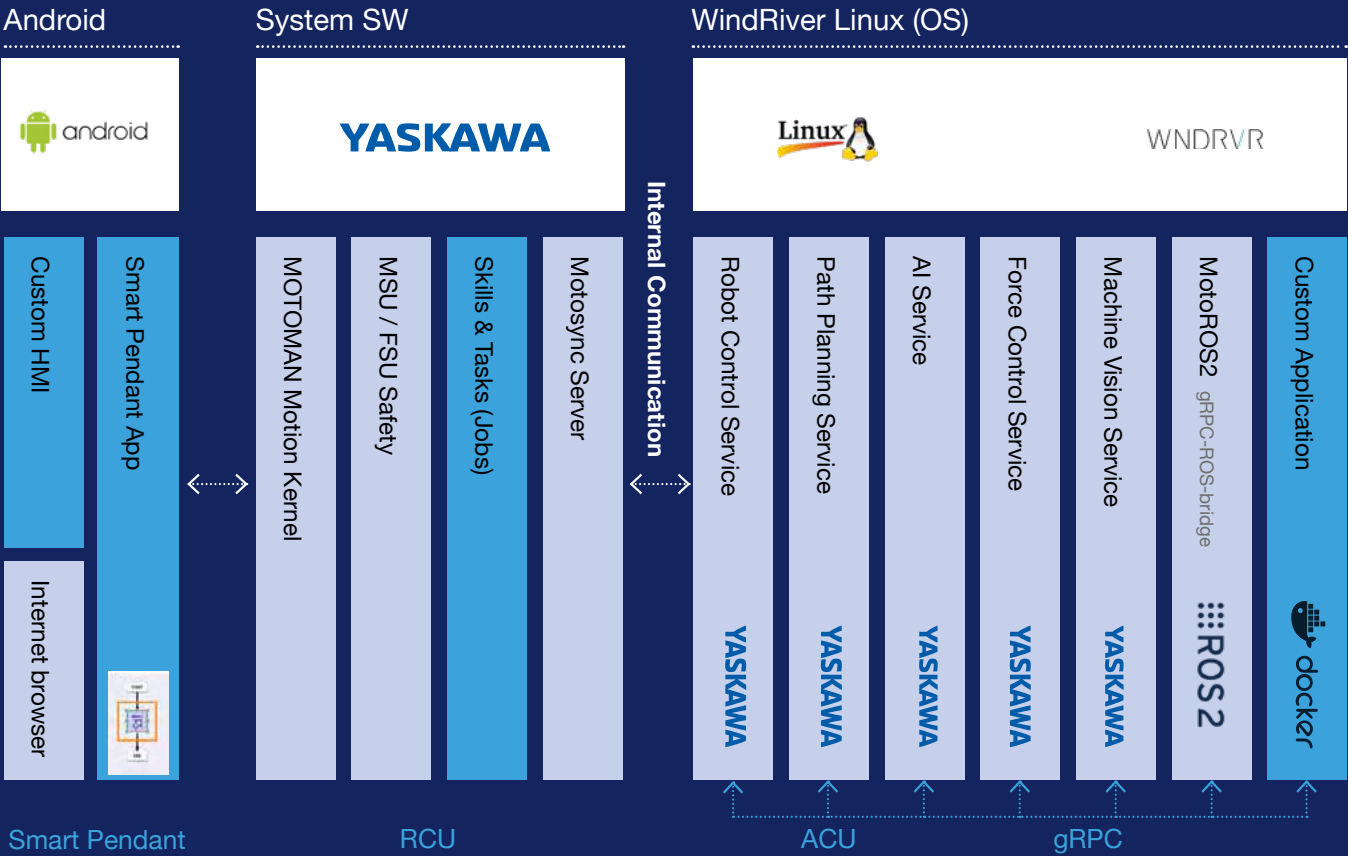 Android
System SW
WindRiver Linux (OS)
android
YASKAWA
Linux
WNDRVR
Custom HMI
Internet browser
Smart Pendant App
MOTOMAN Motion Kernel
MSU / FSU Safety
Skills & Tasks (Jobs)
Motosync Server
Internal Communication
Robot Control Service
YASKAWA
Path Planning Service
YASKAWA
AI Service
YASKAWA
Force Control Service
YASKAWA
Machine Vision Service
YASKAWA
MotoROS2 gRPC-ROS-bridge
ROS 2
Custom Application
docker
Smart Pendant
RCU
ACU
gRPC